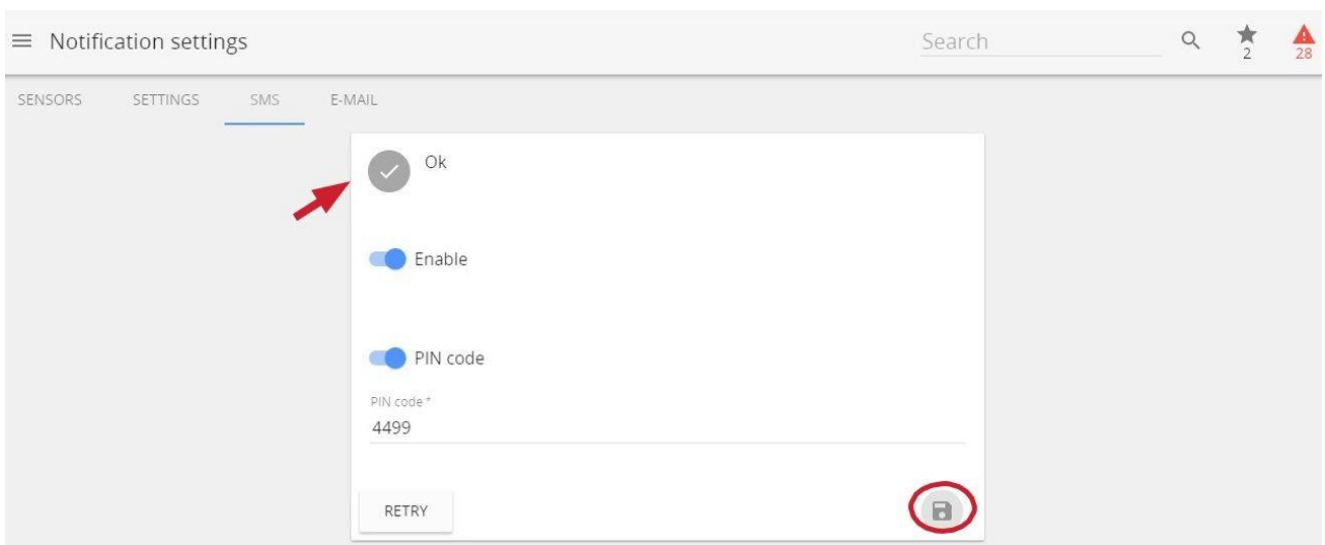 Notification settings
Search
2
28
SENSORS SETTINGS SMS E-MAIL
Ok
Enable
PIN code
PIN code *
4499
RETRY